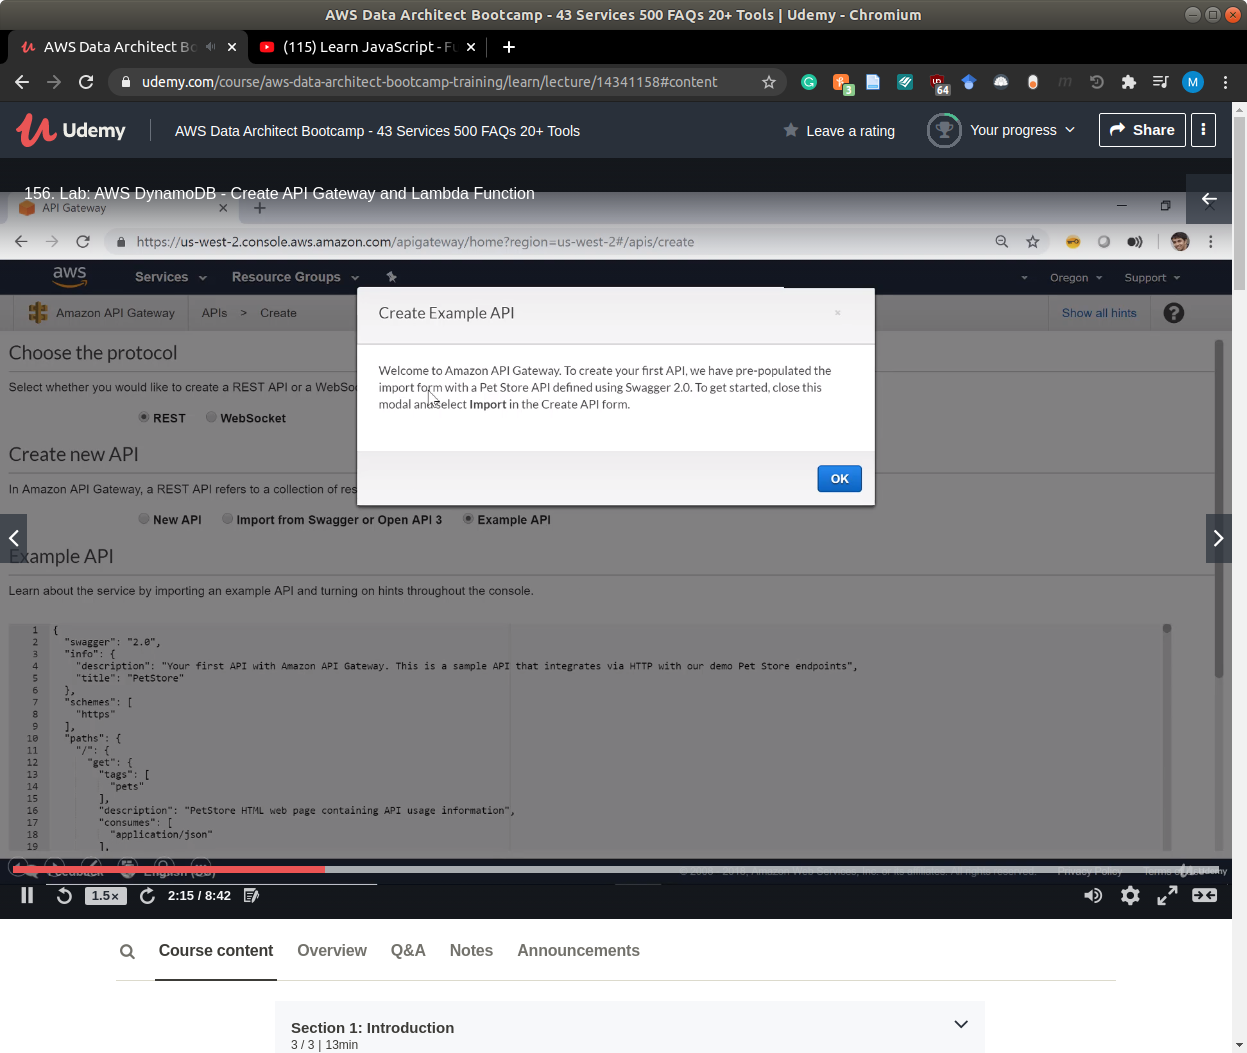 AWS Data Architect Bootcamp - 43 Services 500 FAQs 20+ Tools | Udemy - Chromium
AWS Data Architect Bo
(115) Learn JavaScript - Fu
udemy.com/course/aws-data-architect-bootcamp-training/learn/lecture/14341158#content
3
64
M
Udemy
AWS Data Architect Bootcamp - 43 Services 500 FAQs 20+ Tools
Leave a rating
Your progress
Share
156. Lab: AWS DynamoDB - Create API Gateway and Lambda Function
API Gateway
https://us-west-2.console.aws.amazon.com/apigateway/home?region=us-west-2#/apis/create
aws
Services
Resource Groups
Oregon
Support
Amazon API Gateway
APIs > Create
Show all hints
?
Create Example API
Welcome to Amazon API Gateway. To create your first API, we have pre-populated the
import form with a Pet Store API defined using Swagger 2.0. To get started, close this
modal and select Import in the Create API form.
OK
Choose the protocol
Select whether you would like to create a REST API or a WebSoc
REST
WebSocket
Create new API
In Amazon API Gateway, a REST API refers to a collection of res
New API
Import from Swagger or Open API 3
Example API
Example API
Learn about the service by importing an example API and turning on hints throughout the console.
1 {
2 "swagger": "2.0",
3 "info": {
4 "description": "Your first API with Amazon API Gateway. This is a sample API that integrates via HTTP with our demo Pet Store endpoints",
5 "title": "PetStore"
6 },
7 "schemes": [
8 "https"
9 ],
10 "paths": {
11 "/": {
12 "get": {
13 "tags": [
14 "pets"
15 ],
16 "description": "PetStore HTML web page containing API usage information",
17 "consumes": [
18 "application/json"
19 ],
Feedback
English (US)
Privacy Policy
Udemy
1.5×
2:15 / 8:42
Course content
Overview
Q&A
Notes
Announcements
Section 1: Introduction
3 / 3 | 13min